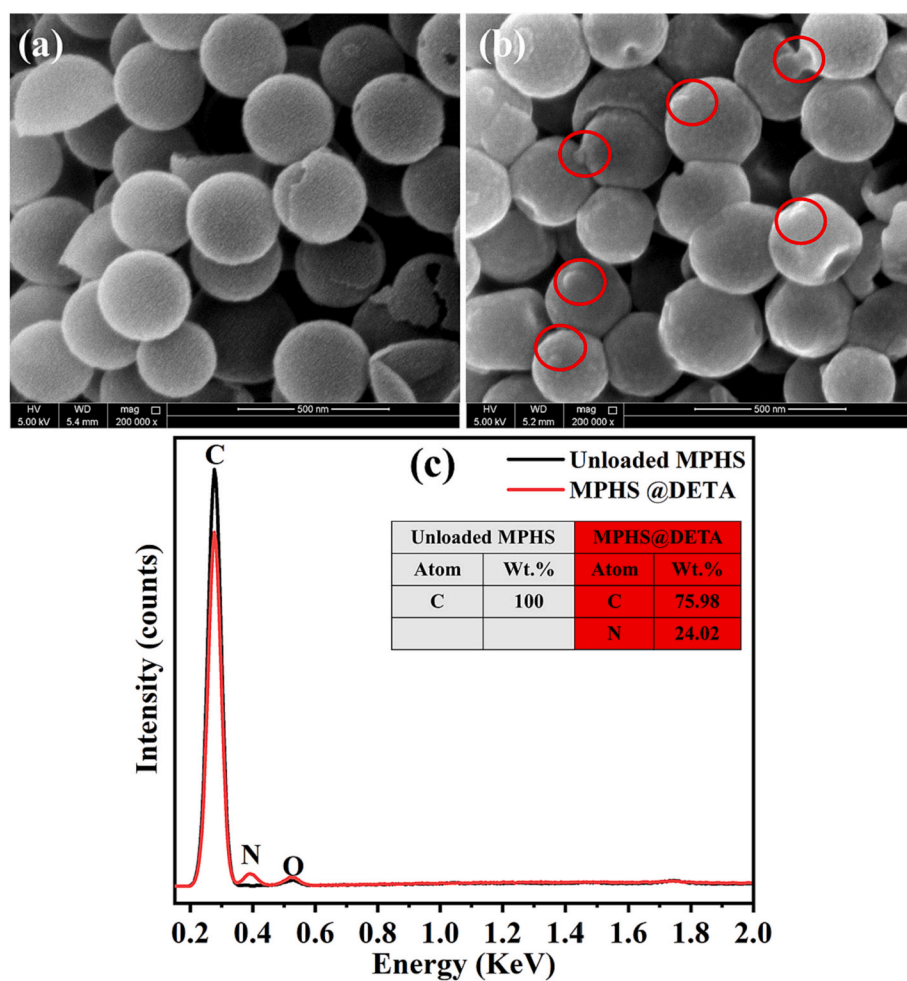 (a)
(b)
HV WD mag □ 500 nm
5.00 kV 5.4 mm 200 000 x
HV WD mag □ 500 nm
5.00 kV 5.2 mm 200 000 x
(c)
C
Unloaded MPHS
MPHS @DETA
Unloaded MPHS MPHS@DETA
Atom Wt.% Atom Wt.%
C 100 C 75.98
N 24.02
Intensity (counts)
N
O
0.2 0.4 0.6 0.8 1.0 1.2 1.4 1.6 1.8 2.0
Energy (KeV)